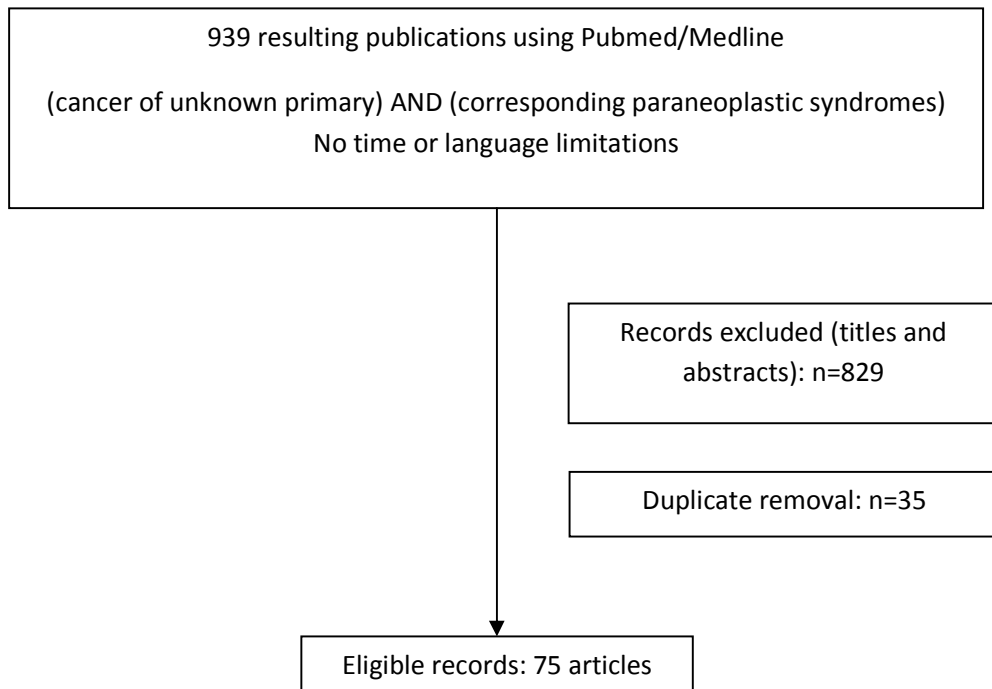 939 resulting publications using Pubmed/Medline
(cancer of unknown primary) AND (corresponding paraneoplastic syndromes)
No time or language limitations
Records excluded (titles and
abstracts): n=829
Duplicate removal: n=35
Eligible records: 75 articles